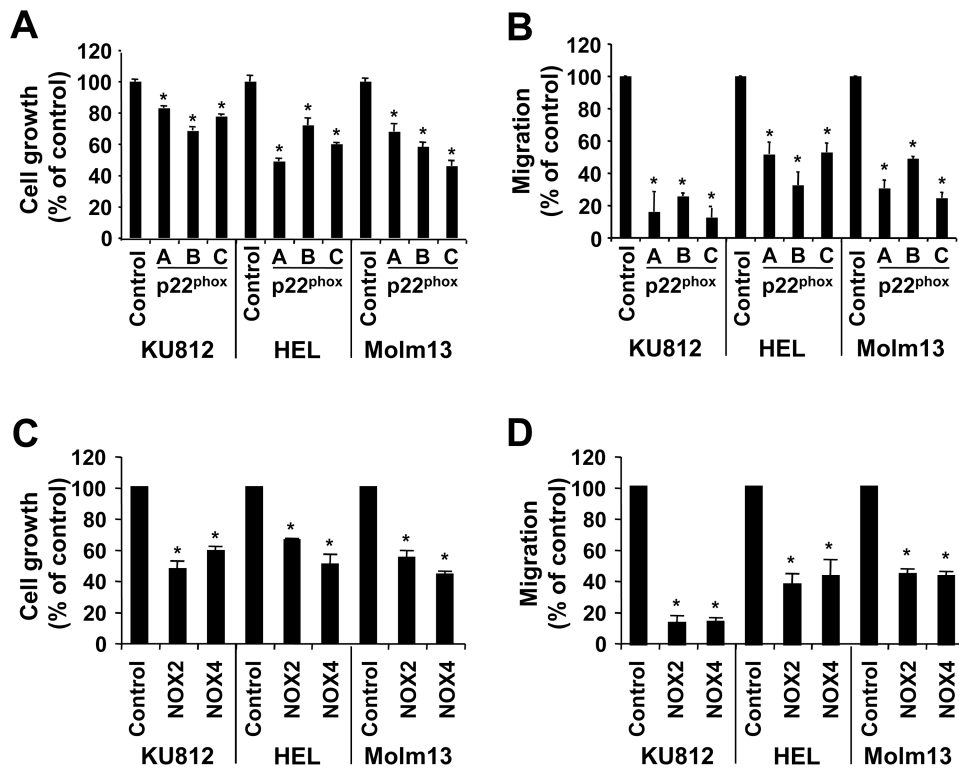 A
Cell growth
(% of control)
120
100
80
60
40
20
0
* * * * * * * * *
Control A B C Control A B C Control A B C
p22phox p22phox p22phox
KU812 HEL Molm13
B
Migration
(% of control)
120
100
80
60
40
20
0
* * * * * * * * *
Control A B C Control A B C Control A B C
p22phox p22phox p22phox
KU812 HEL Molm13
C
Cell growth
(% of control)
120
100
80
60
40
20
0
* * * * * *
Control NOX2 NOX4 Control NOX2 NOX4 Control NOX2 NOX4
KU812 HEL Molm13
D
Migration
(% of control)
120
100
80
60
40
20
0
* * * * * *
Control NOX2 NOX4 Control NOX2 NOX4 Control NOX2 NOX4
KU812 HEL Molm13